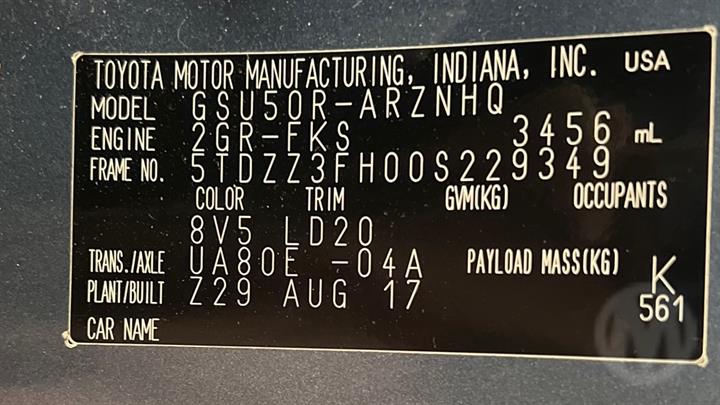 TOYOTA MOTOR MANUFACTURING, INDIANA, INC. USA
MODEL GSU50R-ARZNHQ
ENGINE 2GR-FKS 3456 mL
FRAME NO. 5TDZZ3FH00S229349
COLOR TRIM GVM(KG) OCCUPANTS
8V5 LD20
TRANS./AXLE UA80E -04A PAYLOAD MASS(KG) K
PLANT/BUILT Z29 AUG 17 561
CAR NAME
M